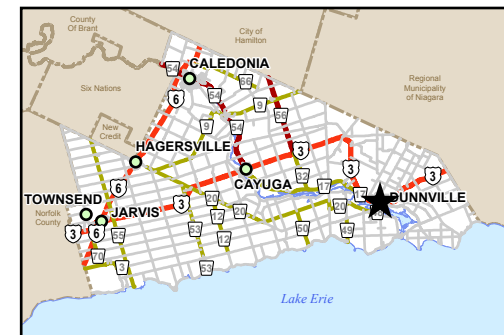 County
Of Brant
City of
Hamilton
CALEDONIA
54
56
Six Nations
6
54
9
Regional
Municipality
of Niagara
56
New
Credit
9
54
HAGERSVILLE
3
3
3
CAYUGA
32
17
17
TOWNSEND
6
3
20
DUNNVILLE
Norfolk
County
JARVIS
20
20
3
6
55
53
12
12
50
49
70
3
53
Lake Erie